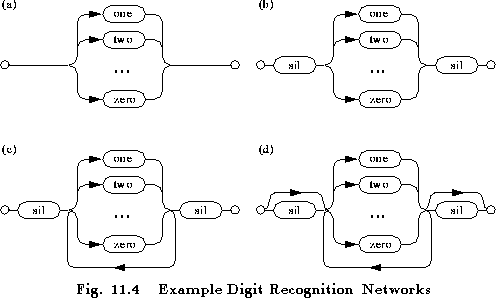 (a)
one
two
...
zero
(b)
one
two
sil
...
sil
zero
(c)
one
two
sil
...
sil
zero
(d)
one
two
sil
...
sil
zero
Fig. 11.4 Example Digit Recognition Networks